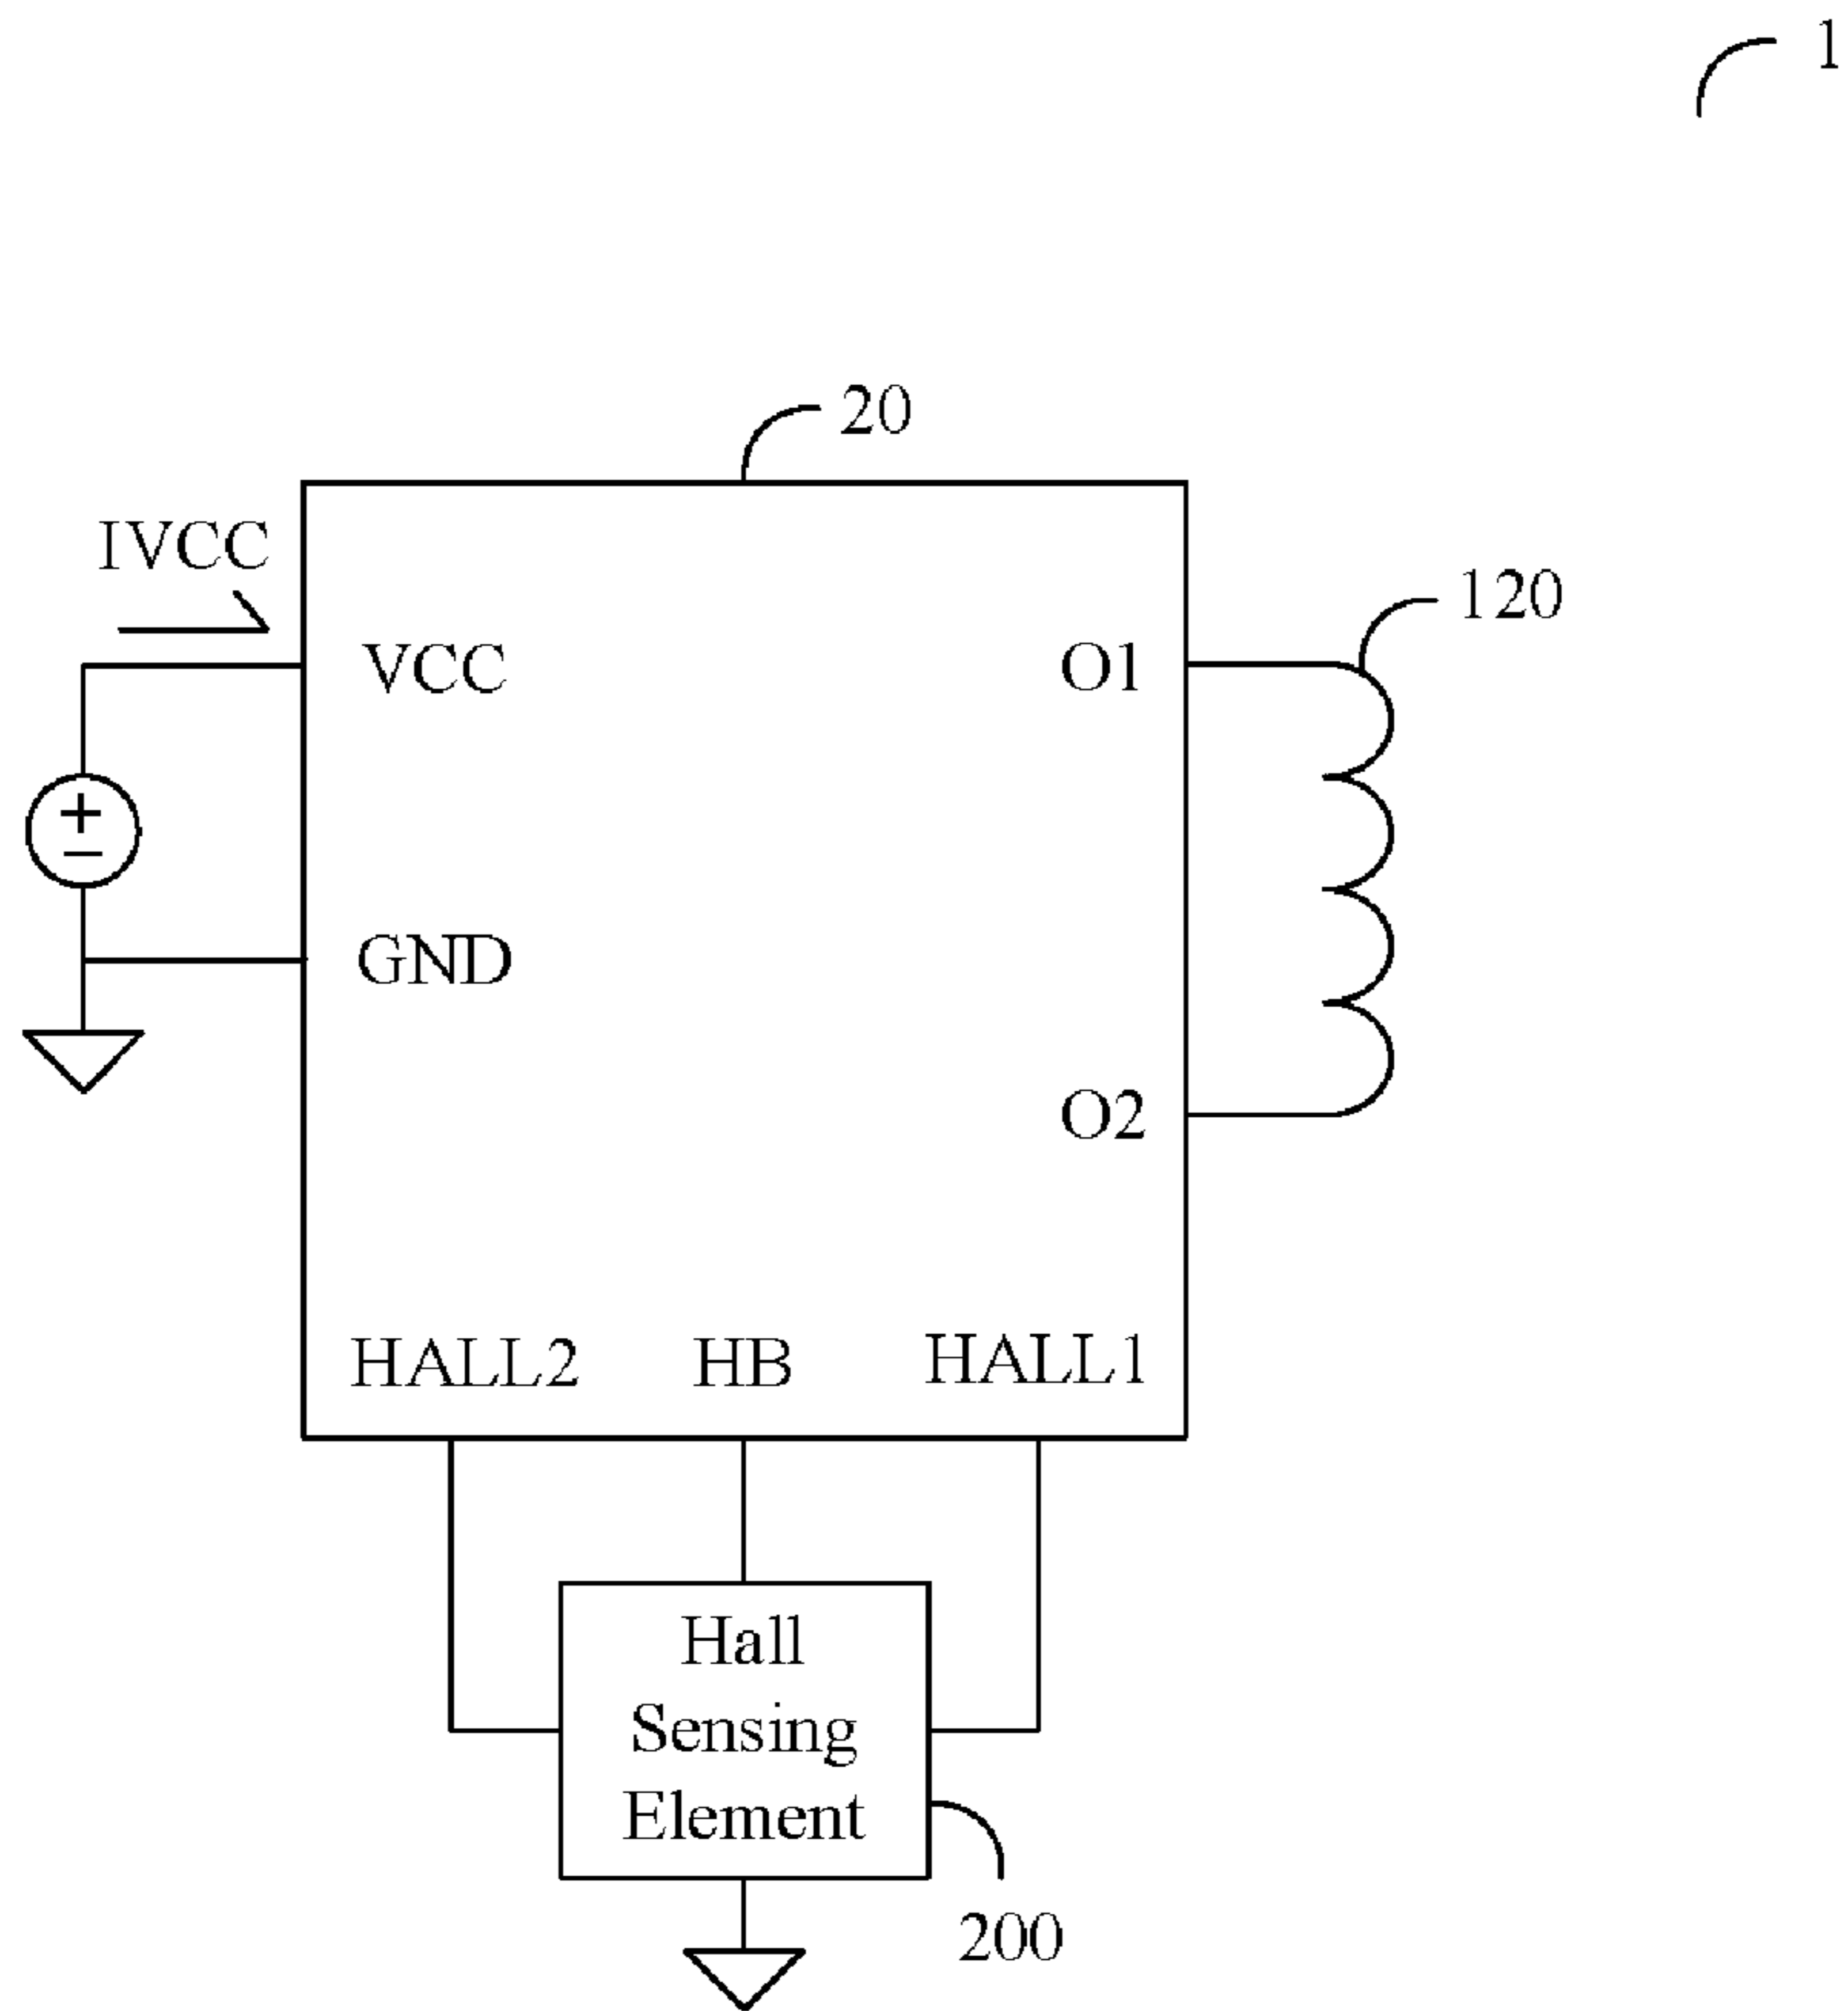 1
20
IVCC
120
VCC
O1
+
−
GND
O2
HALL2
HB
HALL1
Hall
Sensing
Element
200